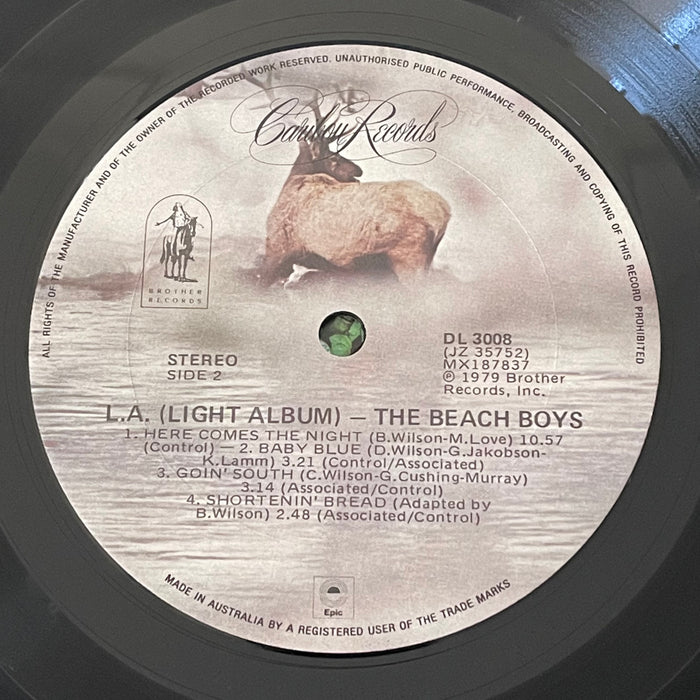 ALL RIGHTS OF THE MANUFACTURER AND OF THE OWNER OF THE RECORDED WORK RESERVED. UNAUTHORISED PUBLIC PERFORMANCE, BROADCASTING AND COPYING OF THIS RECORD PROHIBITED
Caribou Records
BROTHER
RECORDS
STEREO
SIDE 2
DL 3008
(JZ 35752)
MX187837
℗ 1979 Brother
Records, Inc.
L.A. (LIGHT ALBUM) — THE BEACH BOYS
1. HERE COMES THE NIGHT (B.Wilson-M.Love) 10.57
(Control) — 2. BABY BLUE (D.Wilson-G.Jakobson-
K.Lamm) 3.21 (Control/Associated)
3. GOIN' SOUTH (C.Wilson-G.Cushing-Murray)
3.14 (Associated/Control)
4. SHORTENIN' BREAD (Adapted by
B.Wilson) 2.48 (Associated/Control)
Epic
MADE IN AUSTRALIA BY A REGISTERED USER OF THE TRADE MARKS